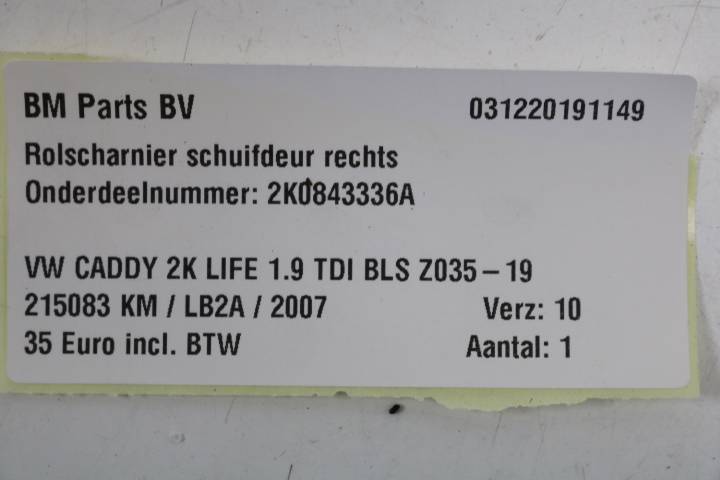 BM Parts BV 031220191149
Rolscharnier schuifdeur rechts
Onderdeelnummer: 2K0843336A
VW CADDY 2K LIFE 1.9 TDI BLS Z035 – 19
215083 KM / LB2A / 2007 Verz: 10
35 Euro incl. BTW Aantal: 1